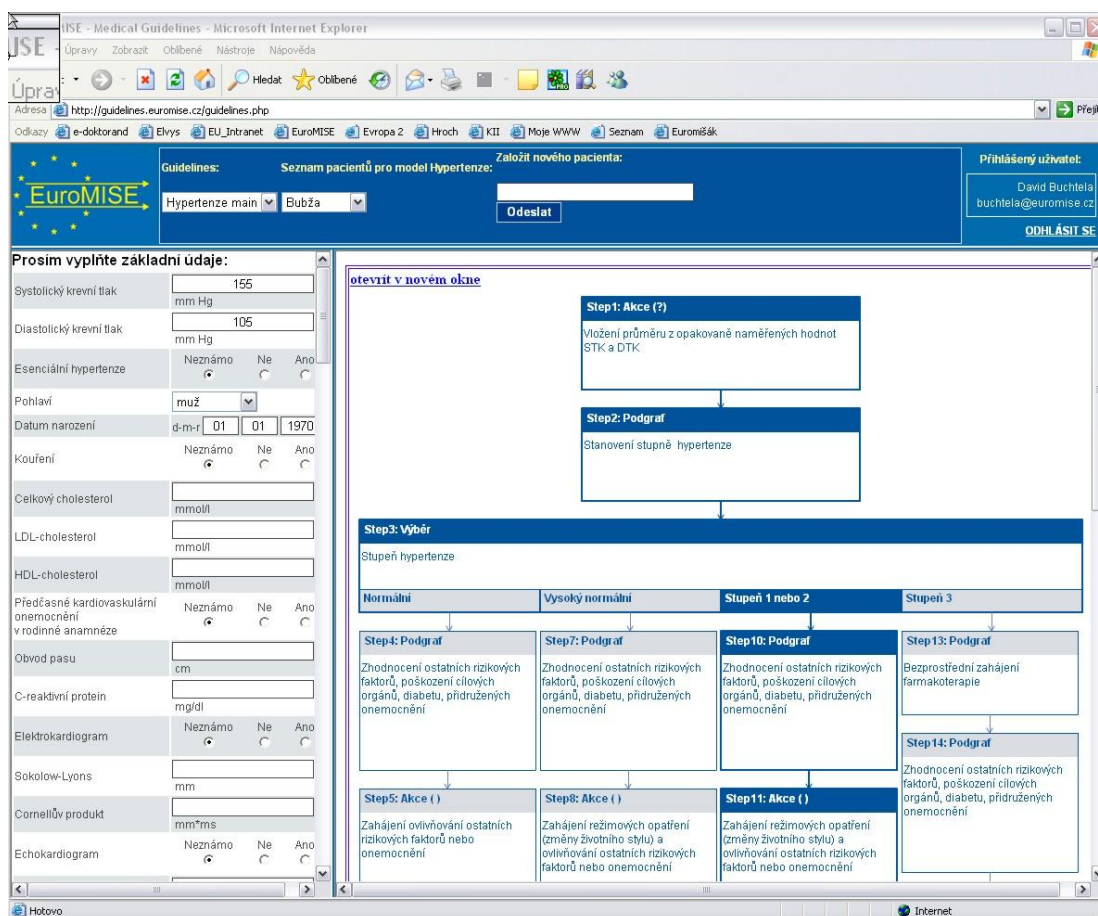 MISE - Medical Guidelines - Microsoft Internet Explorer
USE -
Úpravy Zobrazit Oblíbené Nástroje Nápověda
Hledat Oblíbené
Adresa http://guidelines.euromise.cz/guidelines.php
Odkazy e-doktorand Elvys EU_Intranet EuroMISE Evropa 2 Hroch KII Moje WWW Seznam Euromišák
EuroMISE
Guidelines:
Seznam pacientů pro model Hypertenze:
Založit nového pacienta:
Hypertenze main
Bubža
Odeslat
Přihlášený uživatel:
David Buchtela
buchtela@euromise.cz
ODHLÁSIT SE
Prosím vyplňte základní údaje:
Systolický krevní tlak 155
mm Hg
Diastolický krevní tlak 105
mm Hg
Esenciální hypertenze Neznámo Ne Ano
Pohlaví muž
Datum narození d-m-r 01 01 1970
Kouření Neznámo Ne Ano
Celkový cholesterol
mmol/l
LDL-cholesterol
mmol/l
HDL-cholesterol
mmol/l
Předčasné kardiovaskulární
onemocnění
v rodinné anamnéze
Neznámo Ne Ano
Obvod pasu
cm
C-reaktivní protein
mg/dl
Elektrokardiogram Neznámo Ne Ano
Sokolow-Lyons
mm
Cornellův produkt
mm*ms
Echokardiogram Neznámo Ne Ano
otevrít v novém okne
Step1: Akce (?)
Vložení průměru z opakovaně naměřených hodnot
STK a DTK
Step2: Podgraf
Stanovení stupně hypertenze
Step3: Výběr
Stupeň hypertenze
Normální Vysoký normální Stupeň 1 nebo 2 Stupeň 3
Step4: Podgraf
Zhodnocení ostatních rizikových
faktorů, poškození cílových
orgánů, diabetu, přidružených
onemocnění
Step7: Podgraf
Zhodnocení ostatních rizikových
faktorů, poškození cílových
orgánů, diabetu, přidružených
onemocnění
Step10: Podgraf
Zhodnocení ostatních rizikových
faktorů, poškození cílových
orgánů, diabetu, přidružených
onemocnění
Step13: Podgraf
Bezprostřední zahájení
farmakoterapie
Step14: Podgraf
Zhodnocení ostatních rizikových
faktorů, poškození cílových
orgánů, diabetu, přidružených
onemocnění
Step5: Akce ( )
Zahájení ovlivňování ostatních
rizikových faktorů nebo
onemocnění
Step8: Akce ( )
Zahájení režimových opatření
(změny životního stylu) a
ovlivňování ostatních rizikových
faktorů nebo onemocnění
Step11: Akce ( )
Zahájení režimových opatření
(změny životního stylu) a
ovlivňování ostatních rizikových
faktorů nebo onemocnění
Hotovo
Internet